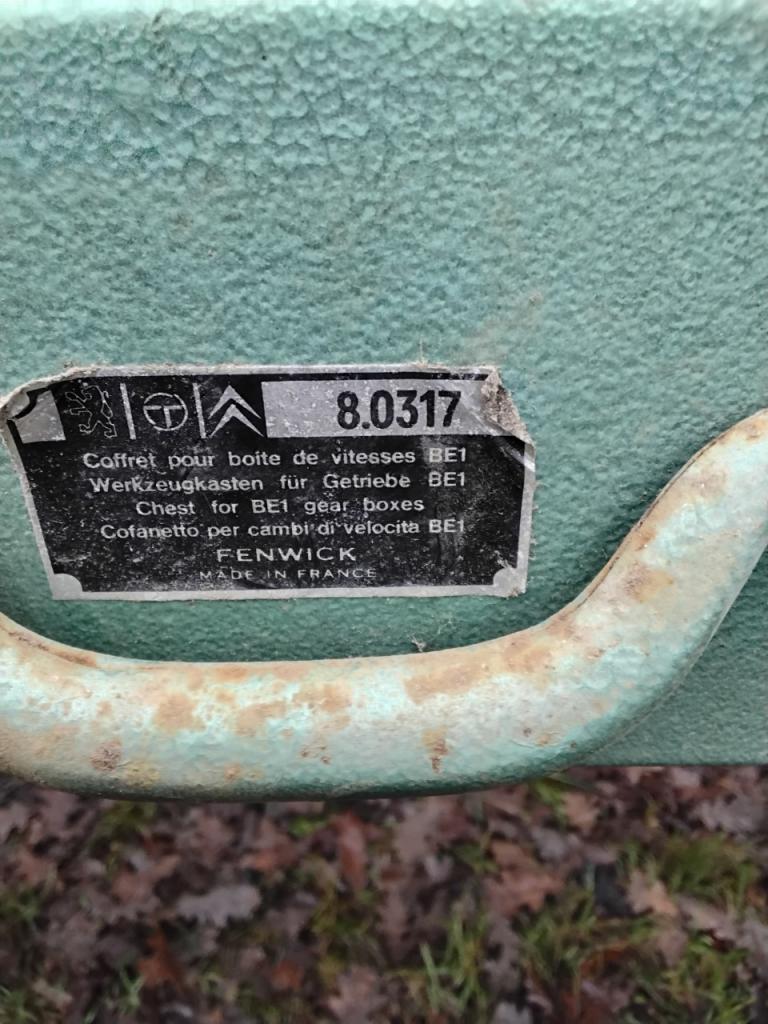 8.0317
Coffret pour boite de vitesses BE1
Werkzeugkasten für Getriebe BE1
Chest for BE1 gear boxes
Cofanetto per cambi di velocita BE1
FENWICK
MADE IN FRANCE